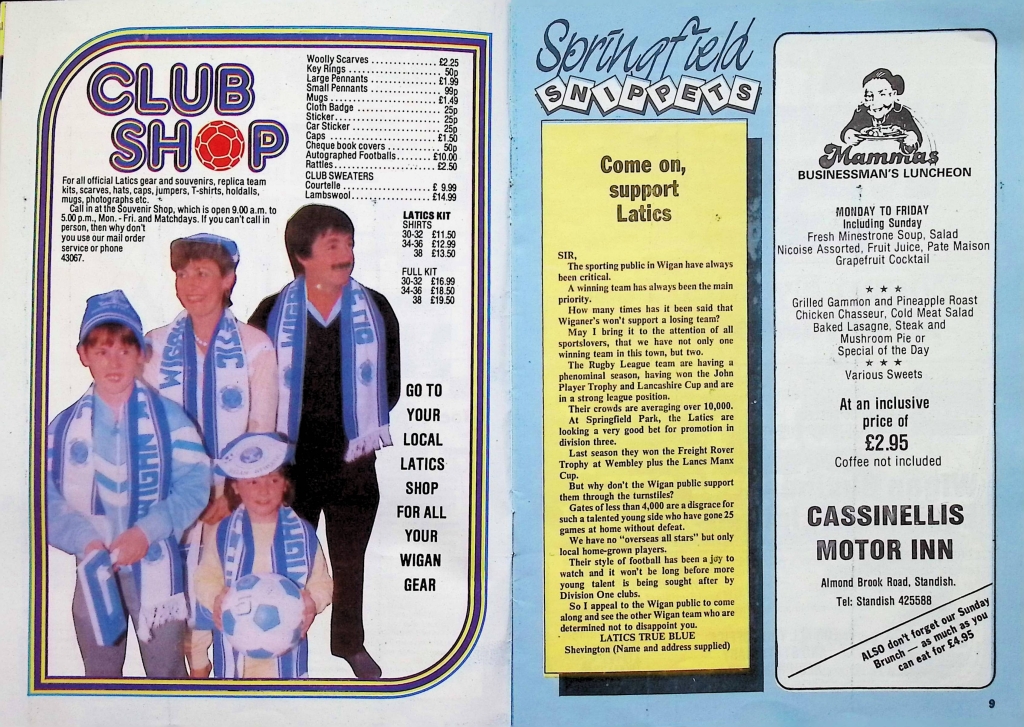 CLUB
SHOP
For all official Latics gear and souvenirs, replica team
kits, scarves, hats, caps, jumpers, T-shirts, holdalls,
mugs, photographs etc.
Call in at the Souvenir Shop, which is open 9.00 a.m. to
5.00 p.m., Mon. - Fri. and Matchdays. If you can't call in
person, then why don't
you use our mail order
service or phone
43067.
Woolly Scarves .................. £2.25
Key Rings .................. 50p
Large Pennants .................. £1.99
Small Pennants .................. 99p
Mugs .................. £1.49
Cloth Badge .................. 25p
Sticker .................. 25p
Car Sticker .................. 25p
Caps .................. £1.50
Cheque book covers .................. 50p
Autographed Footballs .................. £10.00
Rattles .................. £2.50
CLUB SWEATERS
Courtelle .................. £ 9.99
Lambswool .................. £14.99
LATICS KIT
SHIRTS
30-32 £11.50
34-36 £12.99
38 £13.50
FULL KIT
30-32 £16.99
34-36 £18.50
38 £19.50
GO TO
YOUR
LOCAL
LATICS
SHOP
FOR ALL
YOUR
WIGAN
GEAR
WIGAN
Springfield
SNIPPETS
Come on,
support
Latics
SIR,
The sporting public in Wigan have always
been critical.
A winning team has always been the main
priority.
How many times has it been said that
Wiganer's won't support a losing team?
May I bring it to the attention of all
sportslovers, that we have not only one
winning team in this town, but two.
The Rugby League team are having a
phenominal season, having won the John
Player Trophy and Lancashire Cup and are
in a strong league position.
Their crowds are averaging over 10,000.
At Springfield Park, the Latics are
looking a very good bet for promotion in
division three.
Last season they won the Freight Rover
Trophy at Wembley plus the Lancs Manx
Cup.
But why don't the Wigan public support
them through the turnstiles?
Gates of less than 4,000 are a disgrace for
such a talented young side who have gone 25
games at home without defeat.
We have no "overseas all stars" but only
local home-grown players.
Their style of football has been a joy to
watch and it won't be long before more
young talent is being sought after by
Division One clubs.
So I appeal to the Wigan public to come
along and see the other Wigan team who are
determined not to disappoint you.
LATICS TRUE BLUE
Shevington (Name and address supplied)
Mammas
BUSINESSMAN'S LUNCHEON
MONDAY TO FRIDAY
Including Sunday
Fresh Minestrone Soup, Salad
Nicoise Assorted, Fruit Juice, Pate Maison
Grapefruit Cocktail
★ ★ ★
Grilled Gammon and Pineapple Roast
Chicken Chasseur, Cold Meat Salad
Baked Lasagne, Steak and
Mushroom Pie or
Special of the Day
★ ★ ★
Various Sweets
At an inclusive
price of
£2.95
Coffee not included
CASSINELLIS
MOTOR INN
Almond Brook Road, Standish.
Tel: Standish 425588
ALSO don't forget our Sunday
Brunch — as much as you
can eat for £4.95
9